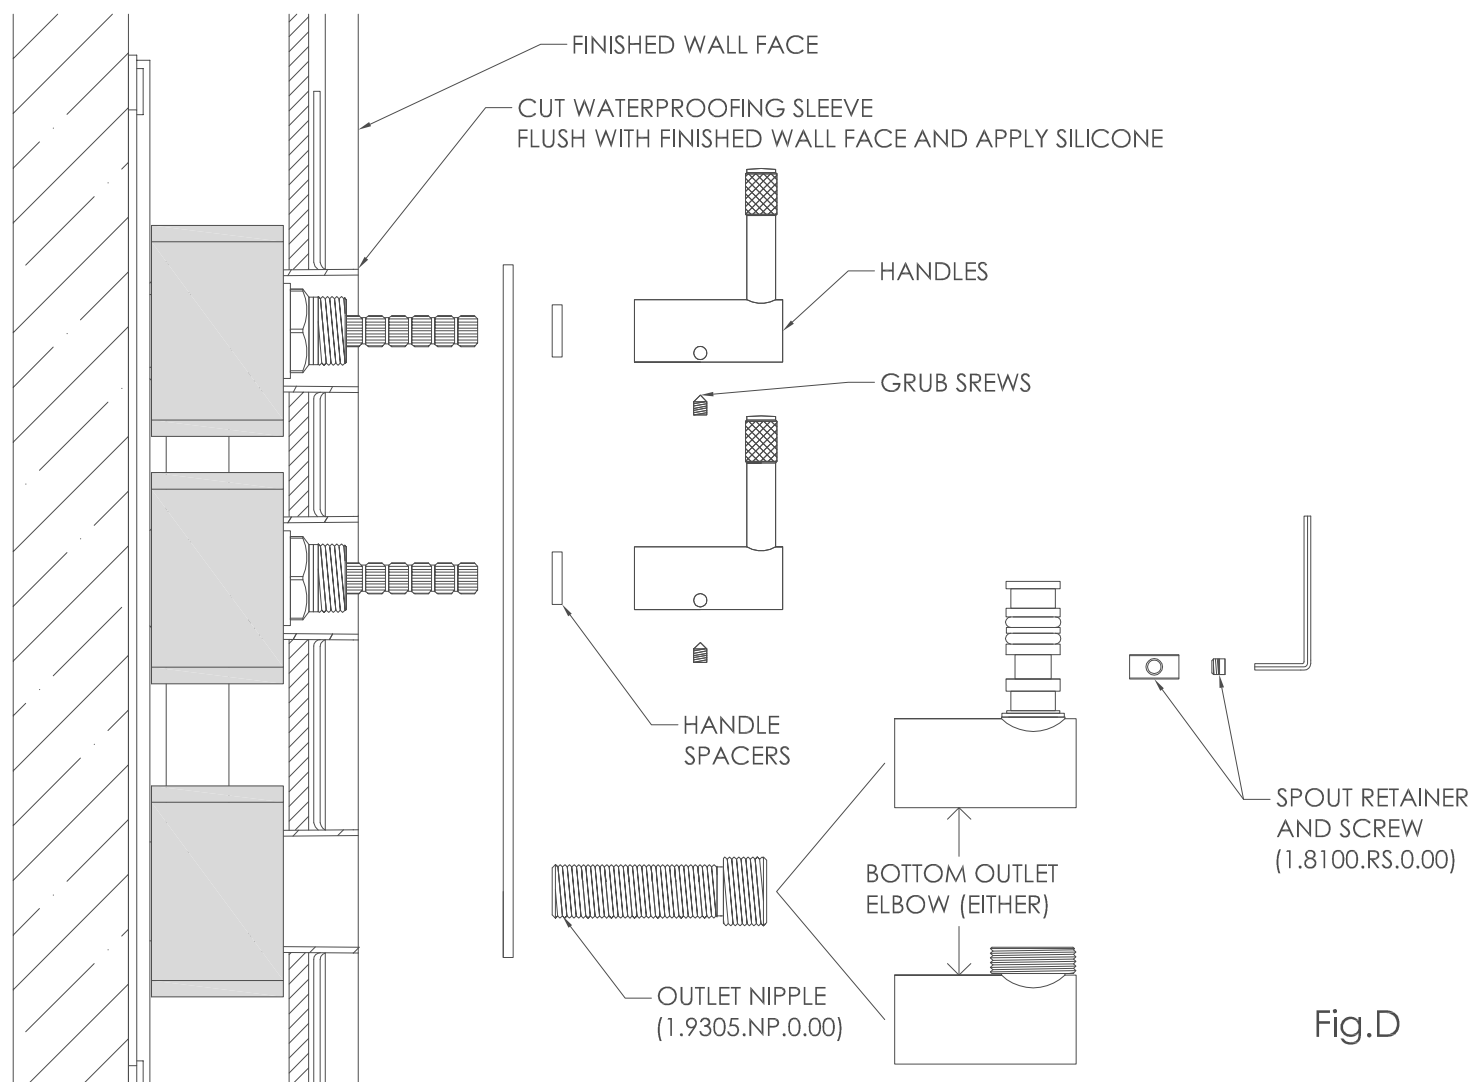 FINISHED WALL FACE
CUT WATERPROOFING SLEEVE
FLUSH WITH FINISHED WALL FACE AND APPLY SILICONE
HANDLES
GRUB SREWS
HANDLE
SPACERS
SPOUT RETAINER
AND SCREW
(1.8100.RS.0.00)
BOTTOM OUTLET
ELBOW (EITHER)
OUTLET NIPPLE
(1.9305.NP.0.00)
Fig.D